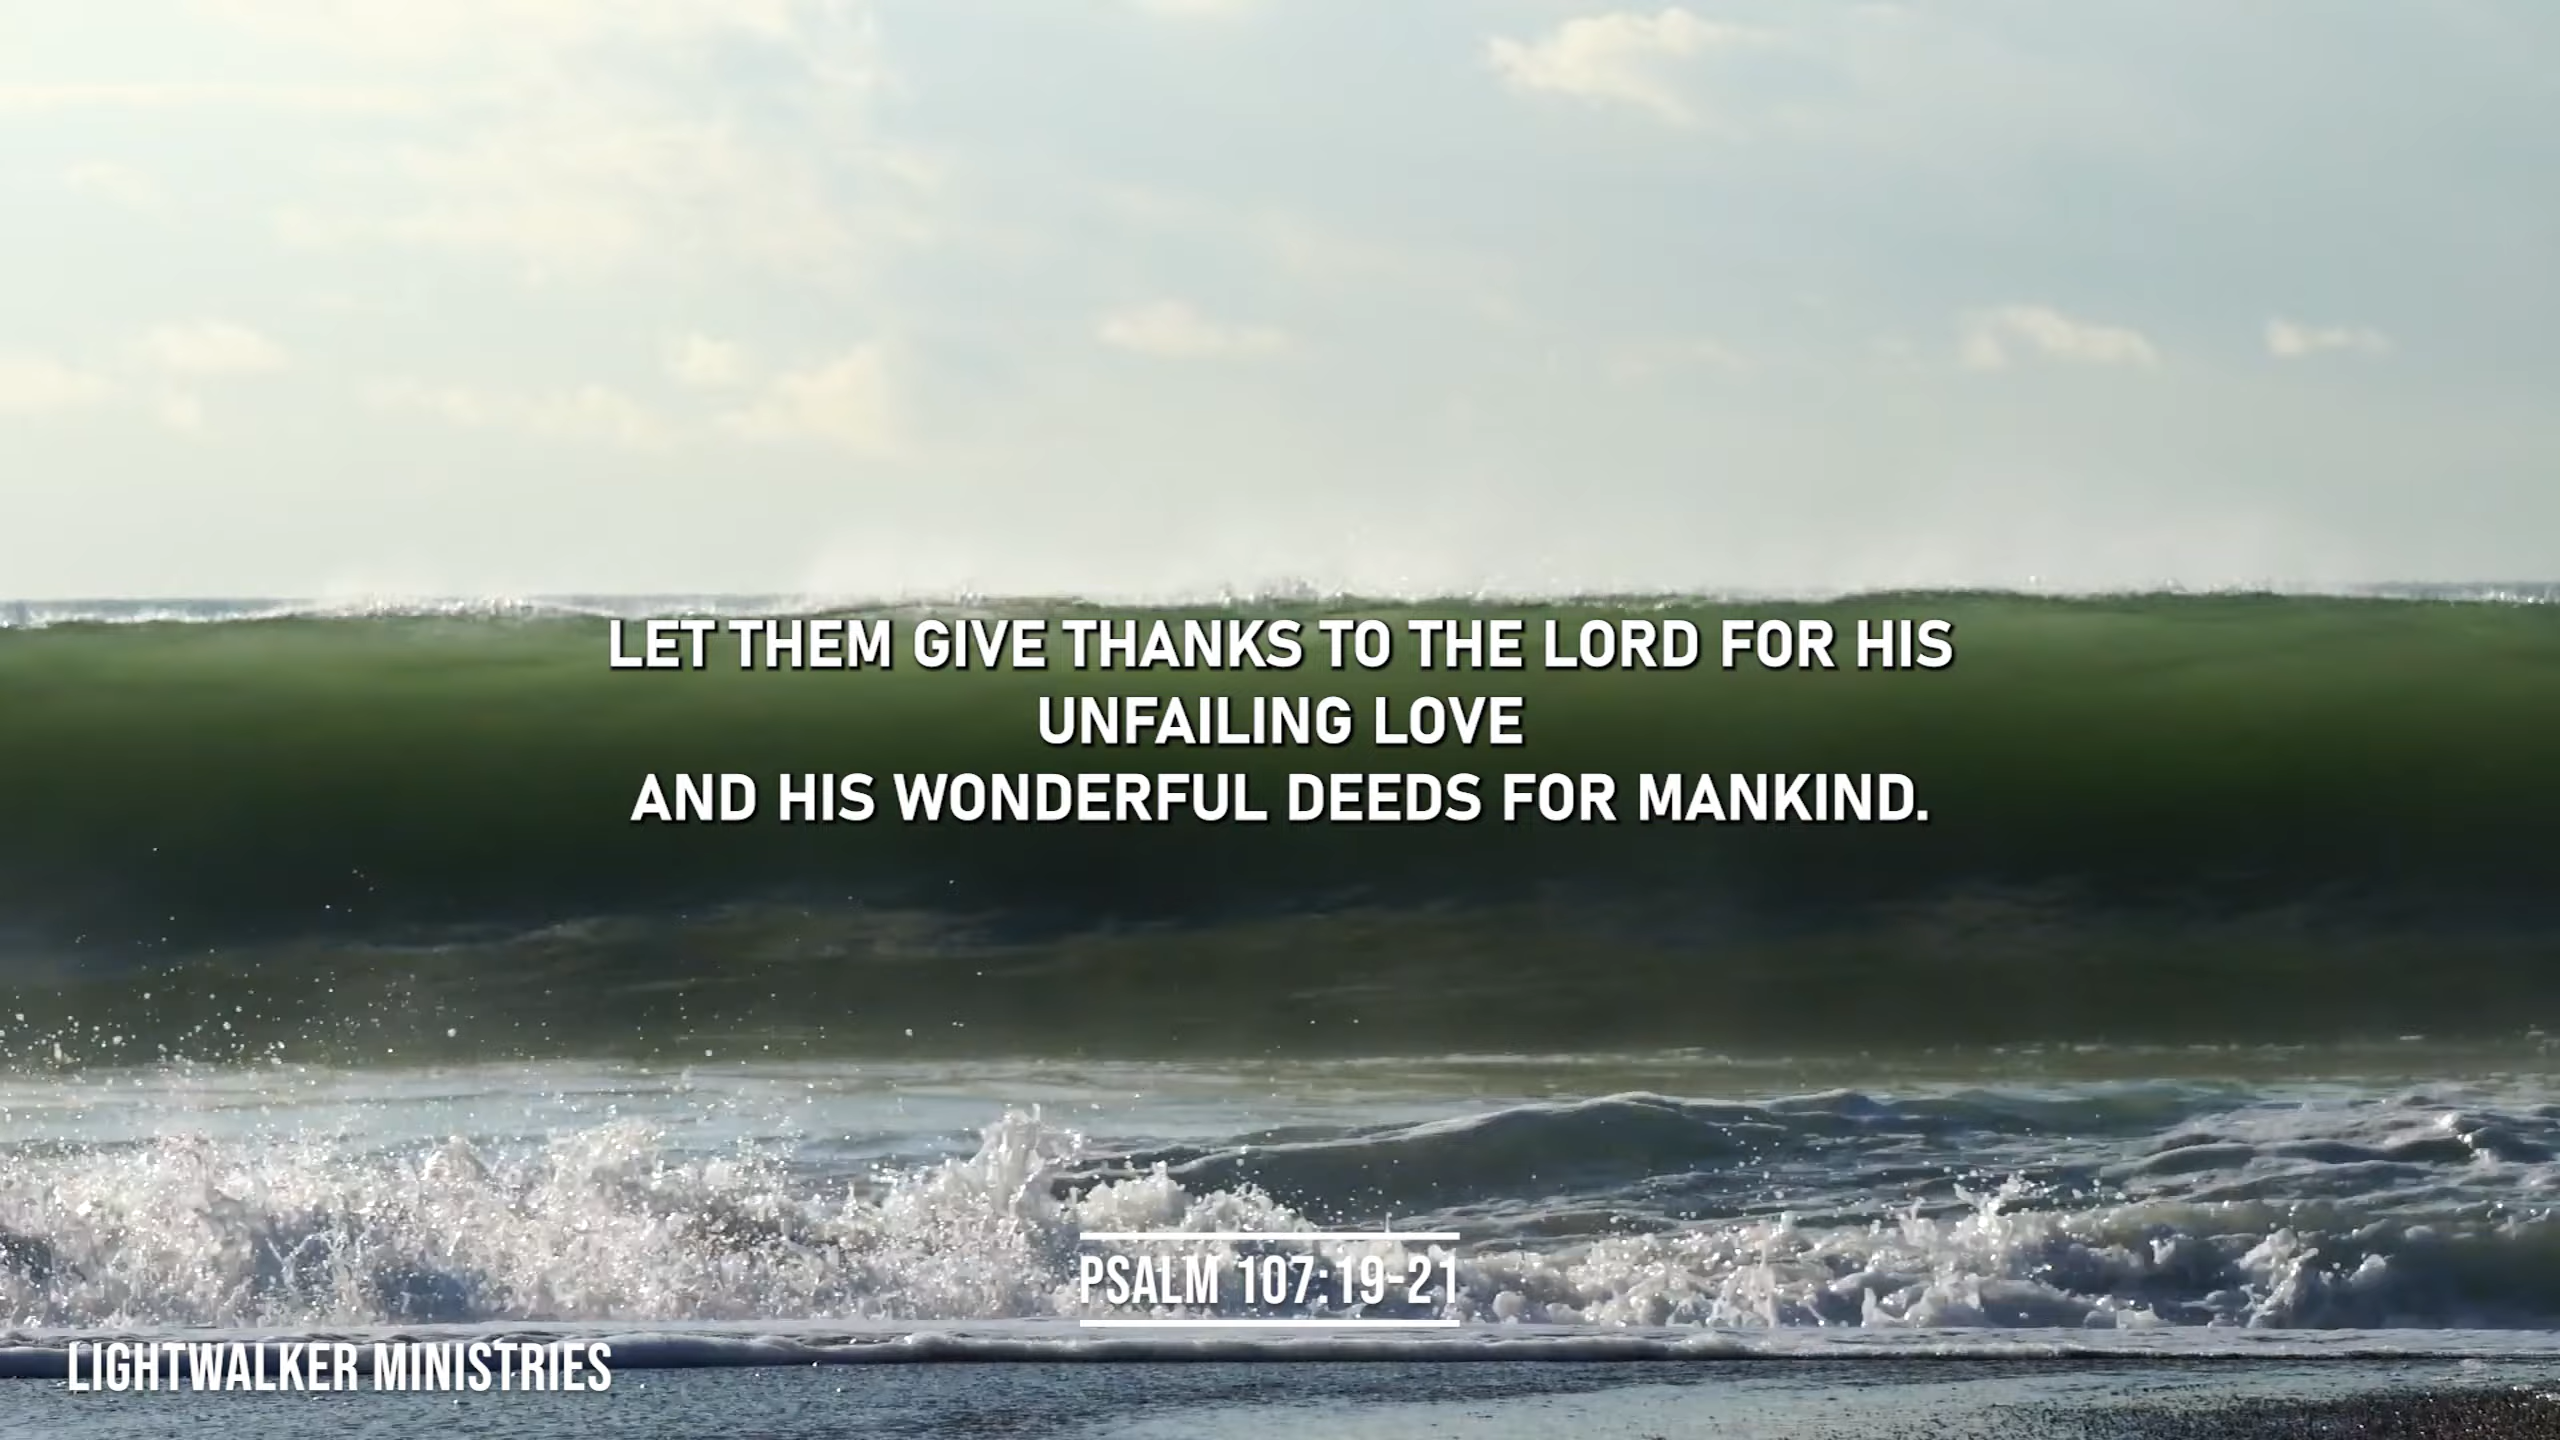 LET THEM GIVE THANKS TO THE LORD FOR HIS
UNFAILING LOVE
AND HIS WONDERFUL DEEDS FOR MANKIND.
PSALM 107:19-21
LIGHTWALKER MINISTRIES